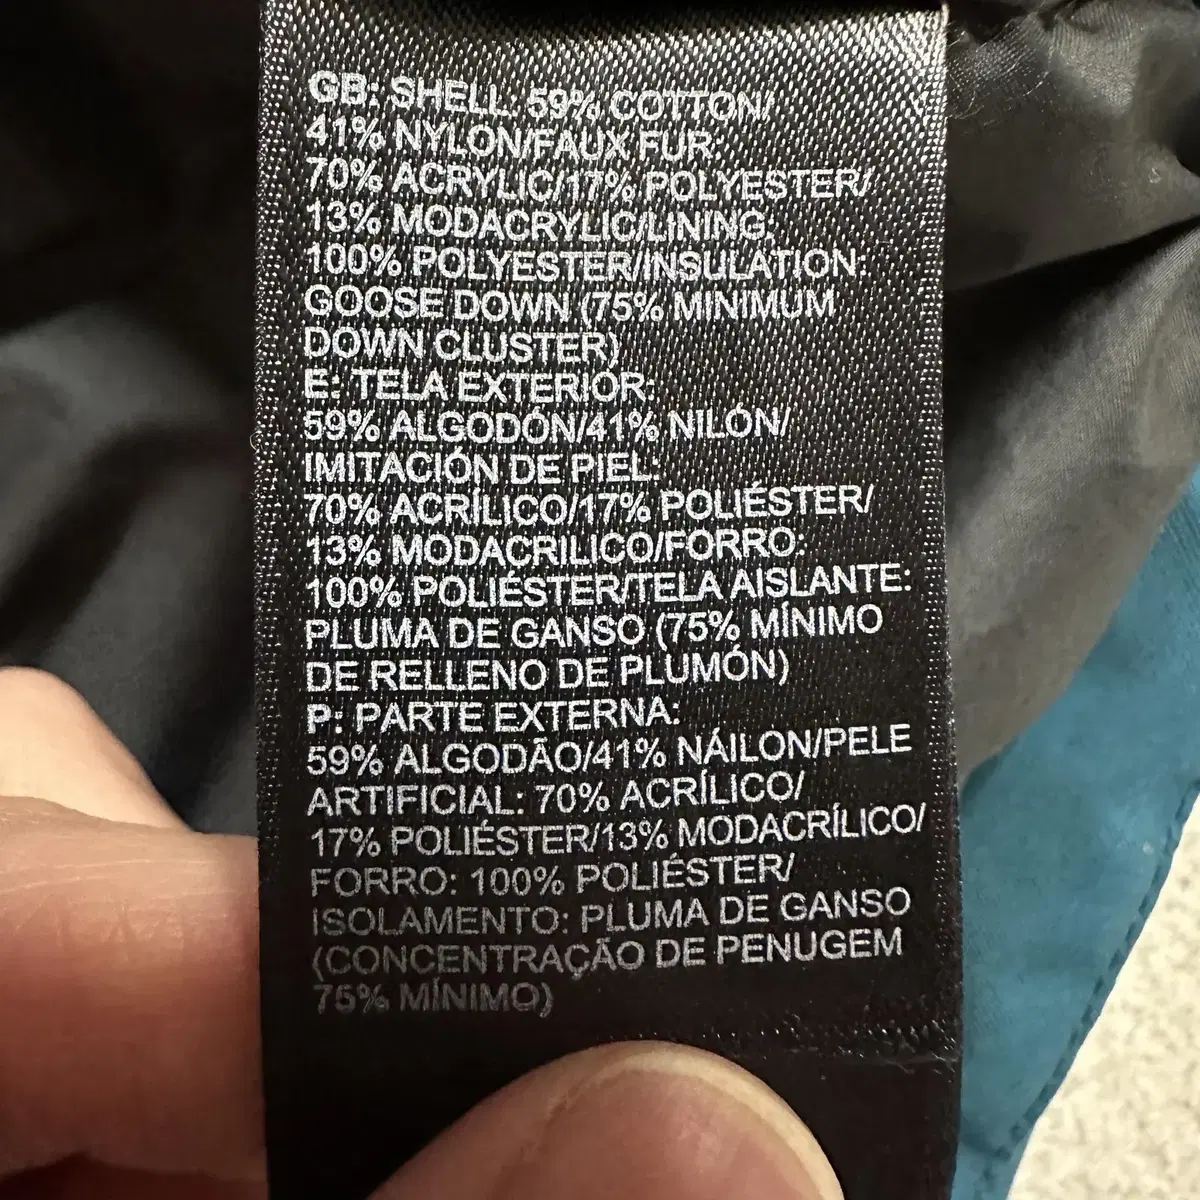 GB: SHELL: 59% COTTON/
41% NYLON/FAUX FUR:
70% ACRYLIC/17% POLYESTER/
13% MODACRYLIC/LINING:
100% POLYESTER/INSULATION:
GOOSE DOWN (75% MINIMUM
DOWN CLUSTER)
E: TELA EXTERIOR:
59% ALGODÓN/41% NILÓN/
IMITACIÓN DE PIEL:
70% ACRÍLICO/17% POLIÉSTER/
13% MODACRILICO/FORRO:
100% POLIÉSTER/TELA AISLANTE:
PLUMA DE GANSO (75% MÍNIMO
DE RELLENO DE PLUMÓN)
P: PARTE EXTERNA:
59% ALGODÃO/41% NÁILON/PELE
ARTIFICIAL: 70% ACRÍLICO/
17% POLIÉSTER/13% MODACRÍLICO/
FORRO: 100% POLIÉSTER/
ISOLAMENTO: PLUMA DE GANSO
(CONCENTRAÇÃO DE PENUGEM
75% MÍNIMO)